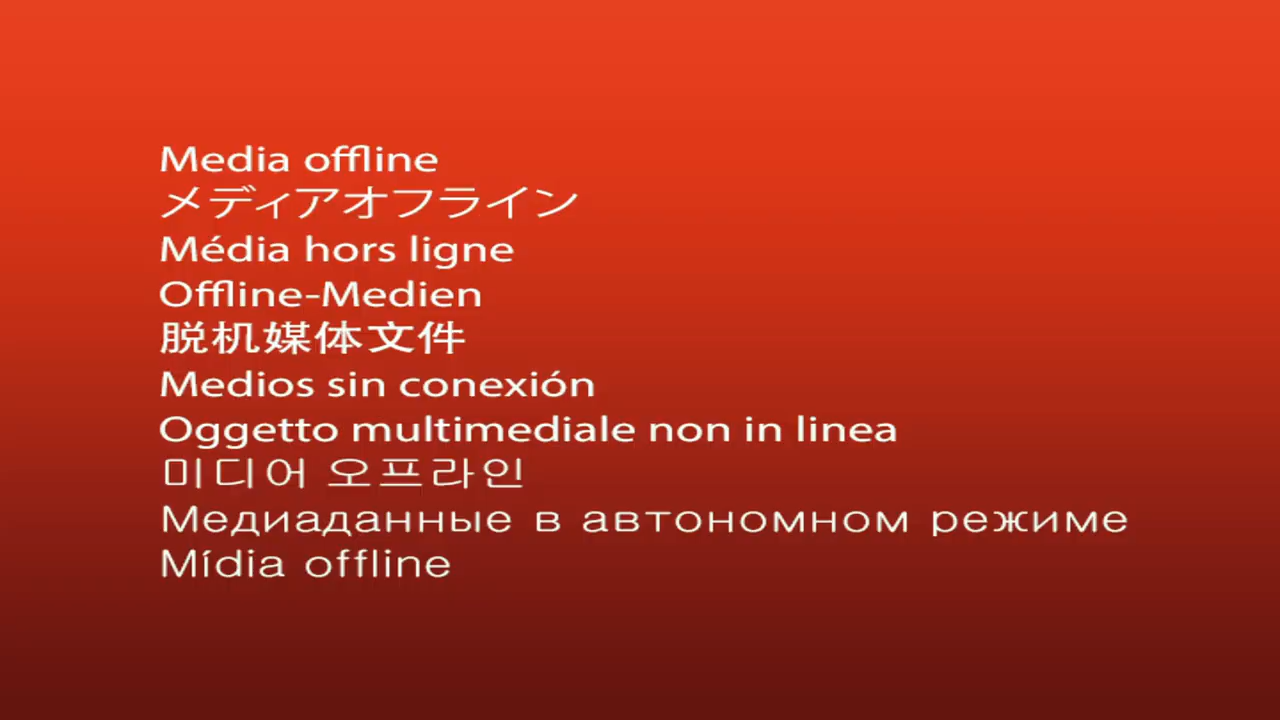 Media offline
メディアオフライン
Média hors ligne
Offline-Medien
脱机媒体文件
Medios sin conexión
Oggetto multimediale non in linea
미디어 오프라인
Медиаданные в автономном режиме
Mídia offline